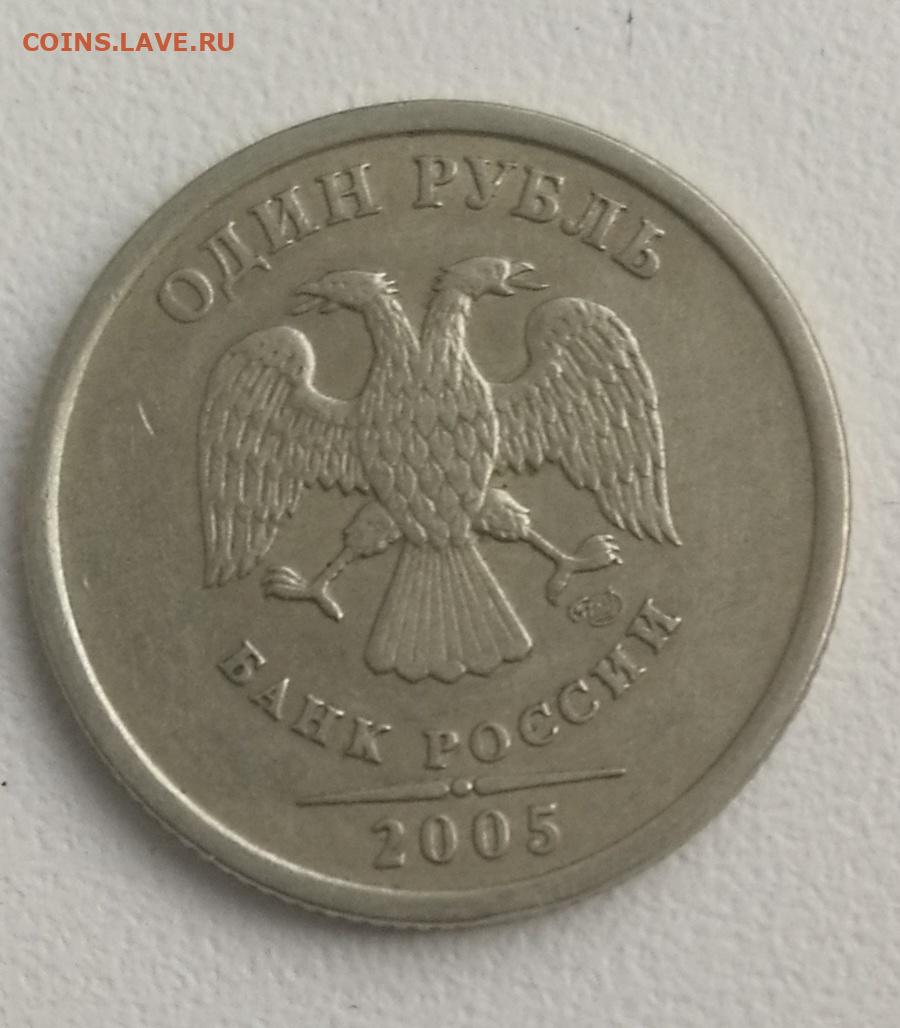 COINS.LAVE.RU
ОДИН РУБЛЬ
БАНК РОССИИ
2005